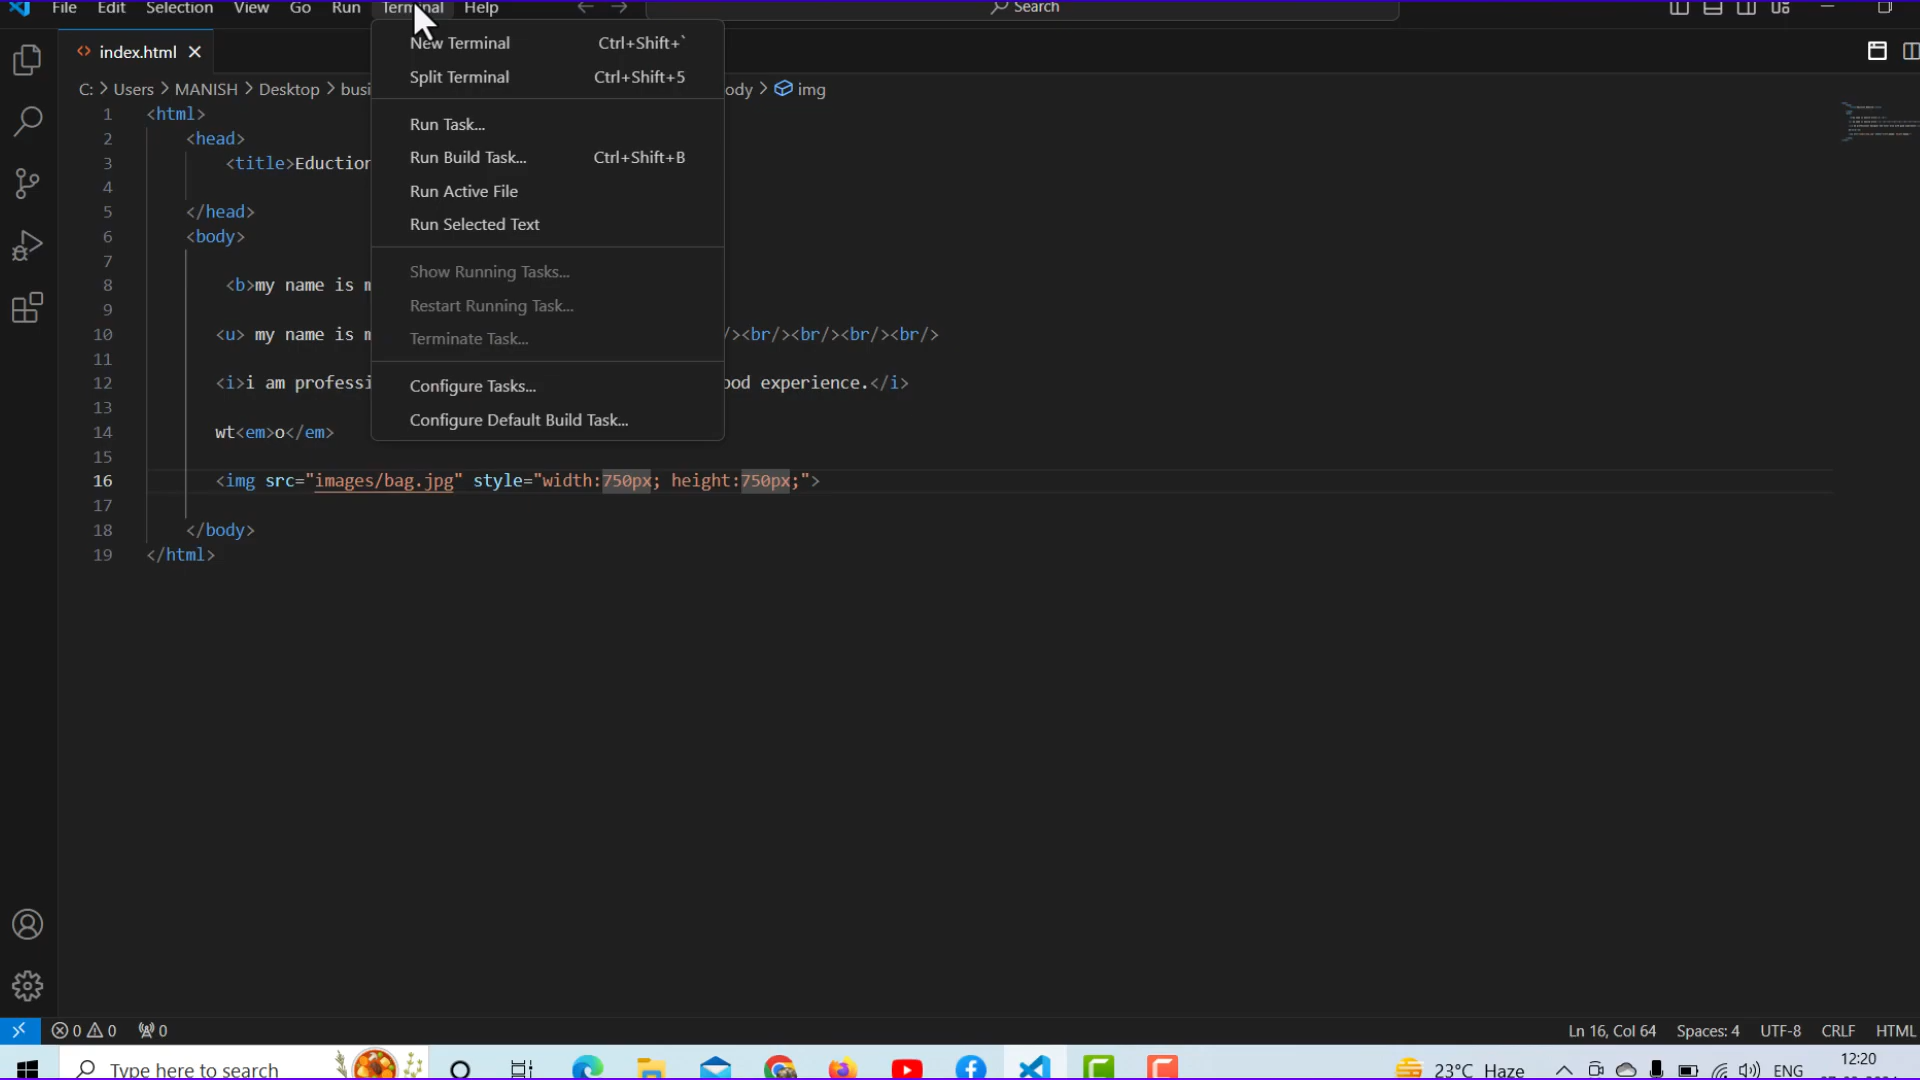 File Edit Selection View Go Run Terminal Help Search
index.html
C: > Users > MANISH > Desktop > img
New Terminal Ctrl+Shift+`
Split Terminal Ctrl+Shift+5
Run Task...
Run Build Task... Ctrl+Shift+B
Run Active File
Run Selected Text
Show Running Tasks...
Restart Running Task...
Terminate Task...
Configure Tasks...
Configure Default Build Task...
1 <html>
2 <head>
3 <title>Eduction
4
5 </head>
6 <body>
7
8 <b>my name is
9
10 <u> my name is /><br/><br/><br/><br/>
11
12 <i>i am professi ood experience.</i>
13
14 wt<em>o</em>
15
16 <img src="images/bag.jpg" style="width:750px; height:750px;">
17
18 </body>
19 </html>
0 0 0 Ln 16, Col 64 Spaces: 4 UTF-8 CRLF HTML
Type here to search 23°C Haze ENG 12:20